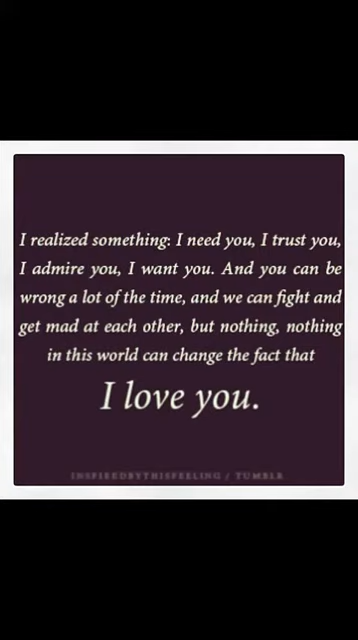 I realized something: I need you, I trust you,
I admire you, I want you. And you can be
wrong a lot of the time, and we can fight and
get mad at each other, but nothing, nothing
in this world can change the fact that
I love you.
INSPIREDBYTHISFEELING / TUMBLR